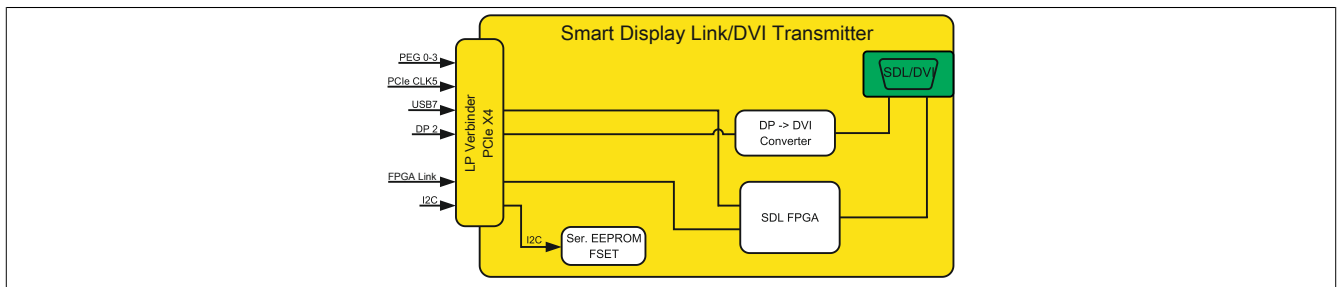 Smart Display Link/DVI Transmitter
PEG 0-3
PCIe CLK5
USB7
DP 2
FPGA Link
I2C
LP Verbinder
PCIe X4
SDL/DVI
DP -> DVI
Converter
SDL FPGA
I2C
Ser. EEPROM
FSET